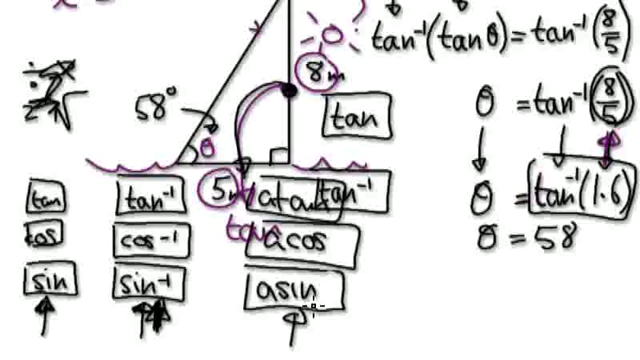 tan⁻¹(tanθ)=tan⁻¹(8/5)
8m
58°
tan
θ = tan⁻¹(8/5)
θ
5m
tan⁻¹
θ = tan⁻¹(1.6)
θ = 58
tan
tan⁻¹
cos
cos⁻¹
acos
sin
sin⁻¹
asin